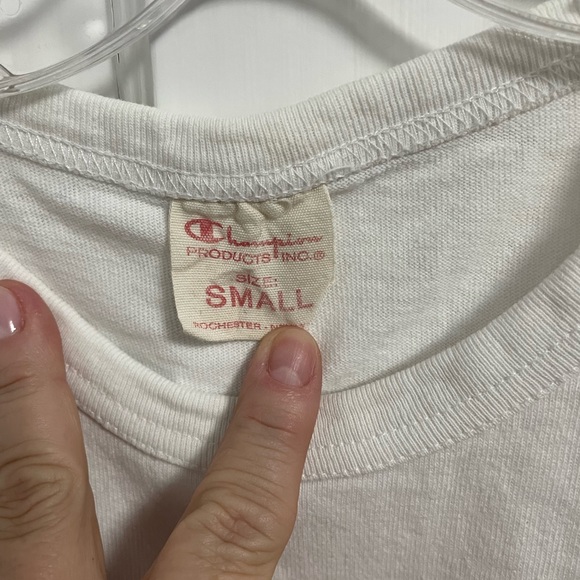 Champion
PRODUCTS INC.®
SIZE:
SMALL
ROCHESTER